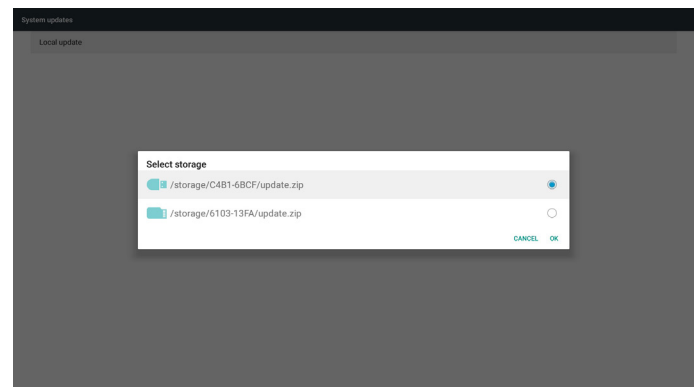 System updates
Local update
Select storage
/storage/C4B1-6BCF/update.zip
/storage/6103-13FA/update.zip
CANCEL OK